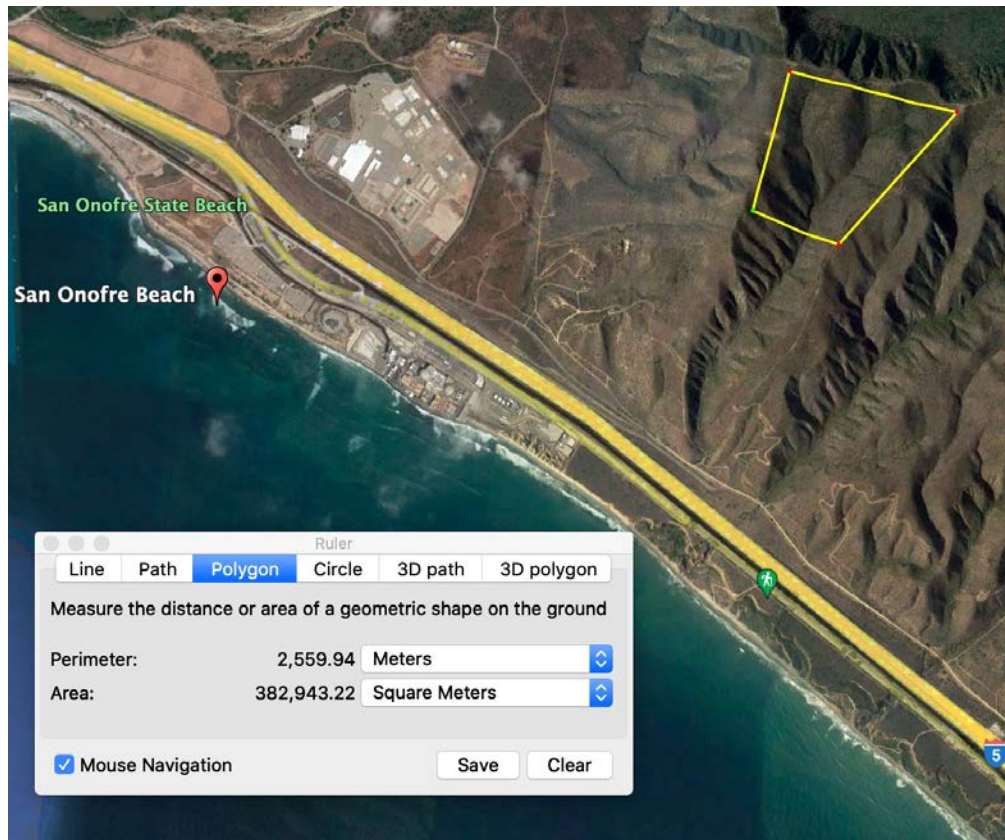 San Onofre State Beach
San Onofre Beach
Ruler
Line Path Polygon Circle 3D path 3D polygon
Measure the distance or area of a geometric shape on the ground
Perimeter: 2,559.94 Meters
Area: 382,943.22 Square Meters
Mouse Navigation Save Clear
5